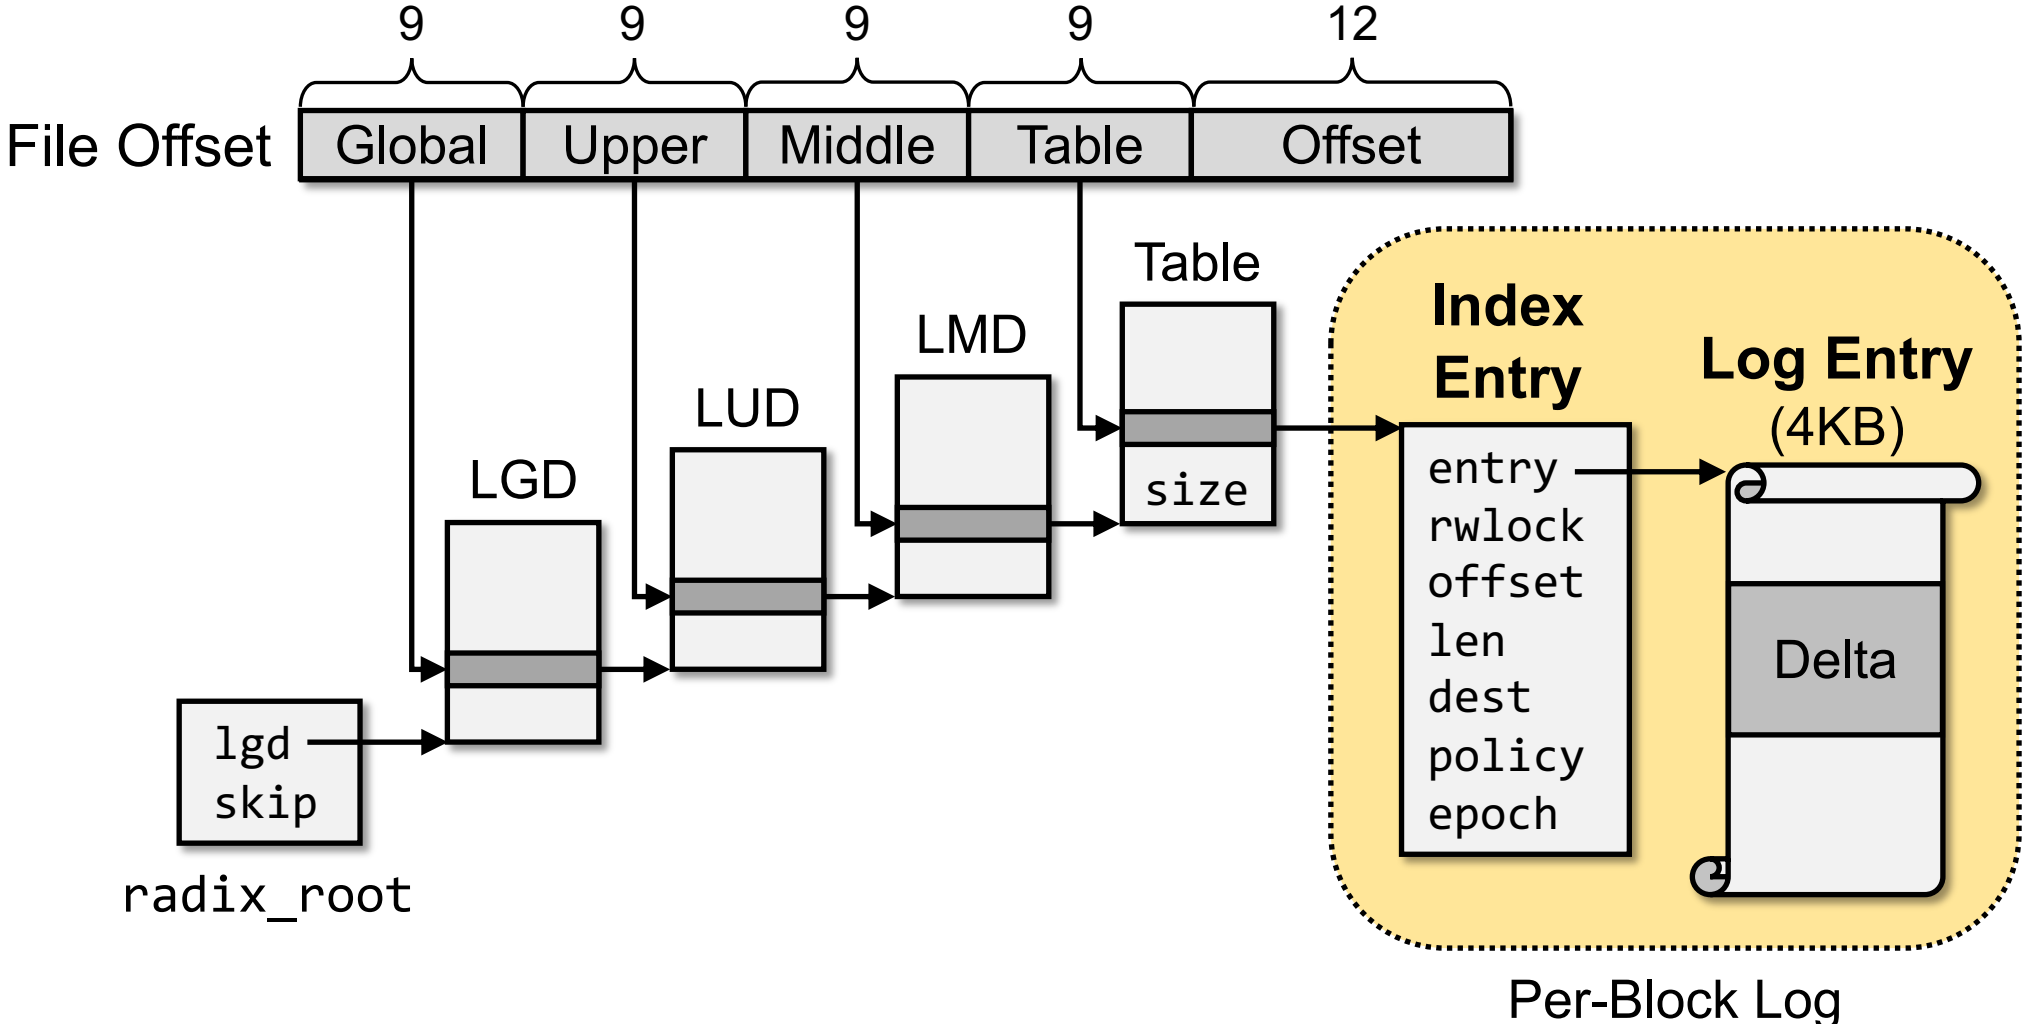 9 9 9 9 12
File Offset Global Upper Middle Table Offset
Table
LMD
LUD
LGD
size
lgd
skip
radix_root
Index
Entry
entry
rwlock
offset
len
dest
policy
epoch
Log Entry
(4KB)
Delta
Per-Block Log